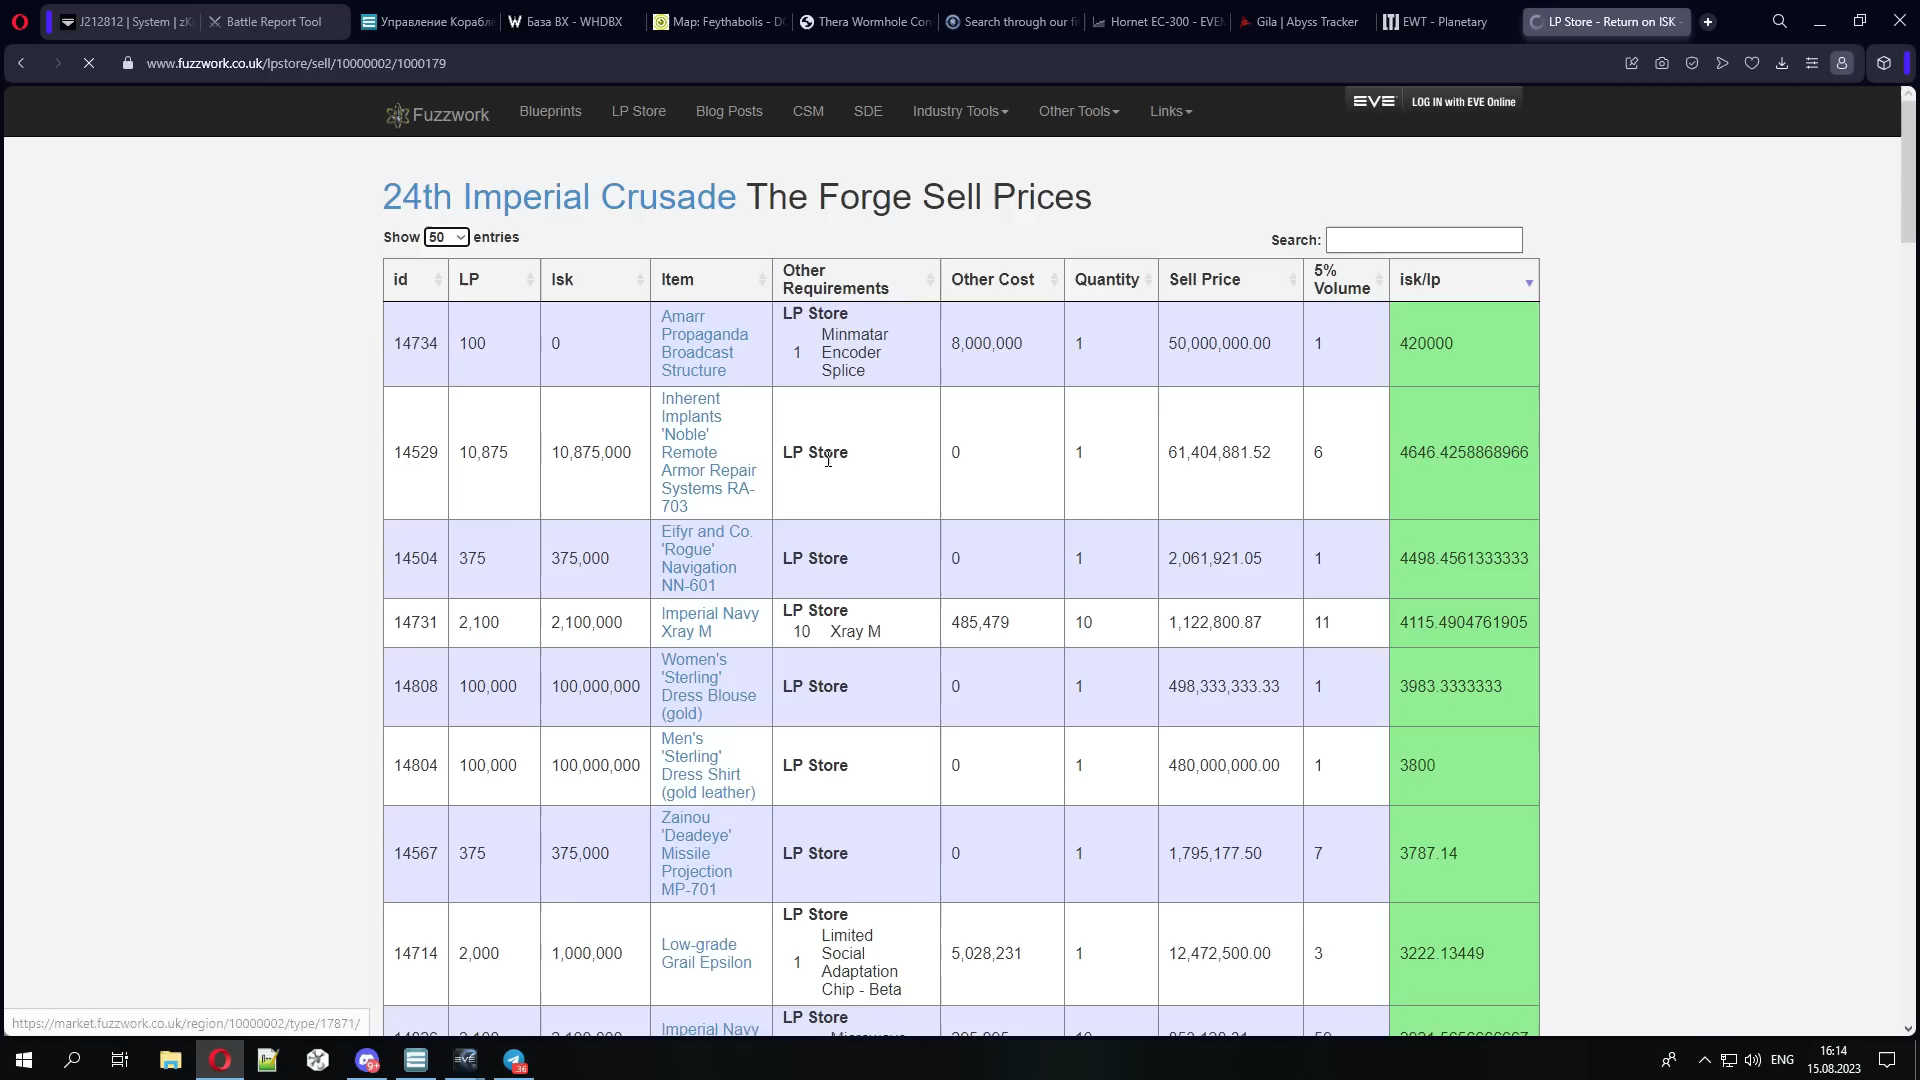 J212812 | System | zK
Battle Report Tool
Управление Корабле
База ВХ - WHDBX
Map: Feythabolis - D
Thera Wormhole Con
Search through our fi
Hornet EC-300 - EVEN
Gila | Abyss Tracker
EWT - Planetary
LP Store - Return on ISK -
www.fuzzwork.co.uk/lpstore/sell/10000002/1000179
Fuzzwork
Blueprints
LP Store
Blog Posts
CSM
SDE
Industry Tools
Other Tools
Links
EVE
LOG IN with EVE Online
24th Imperial Crusade The Forge Sell Prices
Show 50 entries
Search:
id LP Isk Item Other Requirements Other Cost Quantity Sell Price 5% Volume isk/lp
14734 100 0 Amarr Propaganda Broadcast Structure LP Store 1 Minmatar Encoder Splice 8,000,000 1 50,000,000.00 1 420000
14529 10,875 10,875,000 Inherent Implants 'Noble' Remote Armor Repair Systems RA-703 LP Store 0 1 61,404,881.52 6 4646.4258868966
14504 375 375,000 Eifyr and Co. 'Rogue' Navigation NN-601 LP Store 0 1 2,061,921.05 1 4498.4561333333
14731 2,100 2,100,000 Imperial Navy Xray M LP Store 10 Xray M 485,479 10 1,122,800.87 11 4115.4904761905
14808 100,000 100,000,000 Women's 'Sterling' Dress Blouse (gold) LP Store 0 1 498,333,333.33 1 3983.3333333
14804 100,000 100,000,000 Men's 'Sterling' Dress Shirt (gold leather) LP Store 0 1 480,000,000.00 1 3800
14567 375 375,000 Zainou 'Deadeye' Missile Projection MP-701 LP Store 0 1 1,795,177.50 7 3787.14
14714 2,000 1,000,000 Low-grade Grail Epsilon LP Store 1 Limited Social Adaptation Chip - Beta 5,028,231 1 12,472,500.00 3 3222.13449
Imperial Navy LP Store
https://market.fuzzwork.co.uk/region/10000002/type/17871/
ENG
16:14
15.08.2023